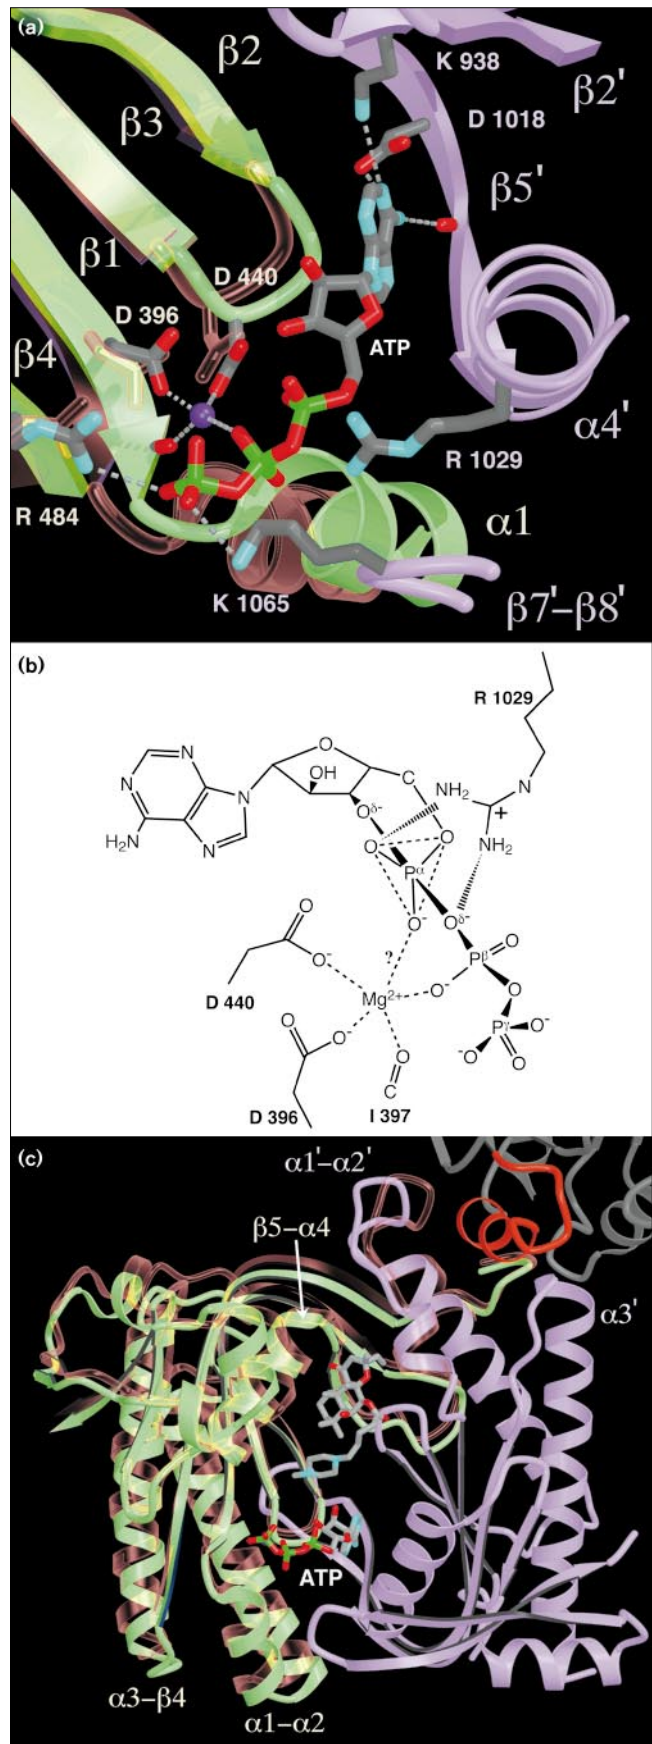 (a)
β2
K 938
β2'
D 1018
β3
β5'
β1
D 440
D 396
ATP
β4
α4'
R 1029
R 484
α1
K 1065
β7'–β8'
(b)
R 1029
O
N
N
N
N
N
OH
C
NH2
+
NH2
H2N
Oδ-
O
O
Pα
O-
Oδ-
O
O-
?
Pβ
O
D 440
Mg2+
O-
O
O
O-
O
Pγ
O-
-O
O
C
D 396
I 397
(c)
α1'–α2'
β5–α4
α3'
ATP
α3–β4
α1–α2